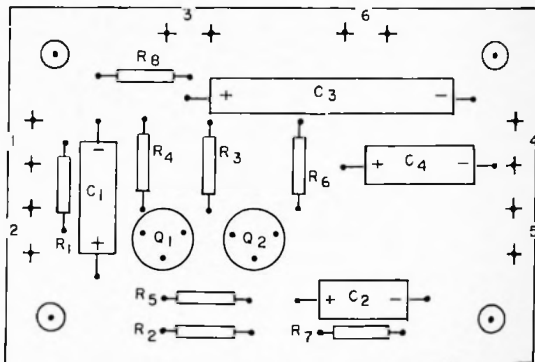 3 6
R8
+ C3 -
1 4
R4 R3 R6
- C1 +
+ C4 -
2 5
R1
Q1 Q2
R5
+ C2 -
R2 R7